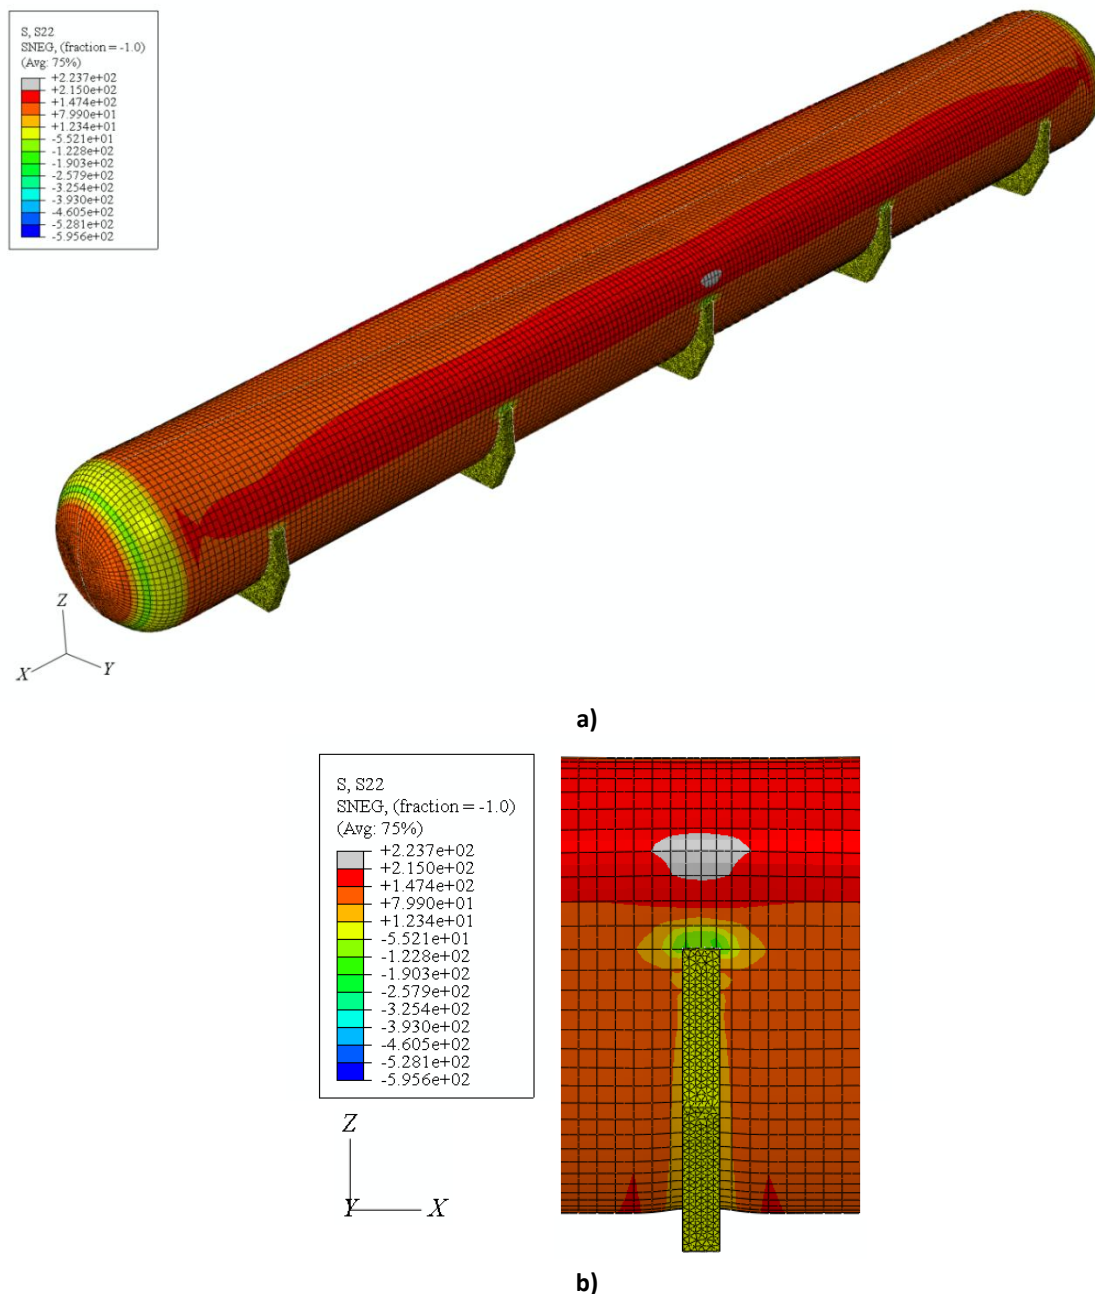 S, S22
SNEG, (fraction = -1.0)
(Avg: 75%)
+2.237e+02
+2.150e+02
+1.474e+02
+7.990e+01
+1.234e+01
-5.521e+01
-1.228e+02
-1.903e+02
-2.579e+02
-3.254e+02
-3.930e+02
-4.605e+02
-5.281e+02
-5.956e+02
Z
X
Y
a)
S, S22
SNEG, (fraction = -1.0)
(Avg: 75%)
+2.237e+02
+2.150e+02
+1.474e+02
+7.990e+01
+1.234e+01
-5.521e+01
-1.228e+02
-1.903e+02
-2.579e+02
-3.254e+02
-3.930e+02
-4.605e+02
-5.281e+02
-5.956e+02
Z
Y X
b)